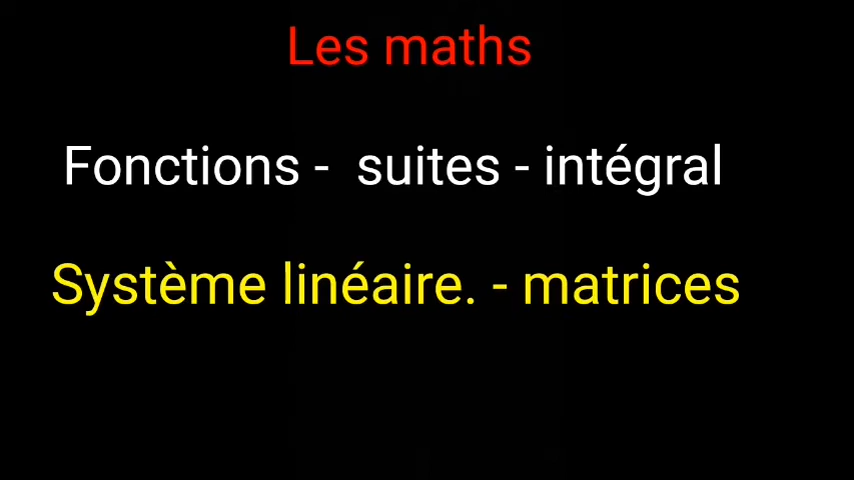 Les maths
Fonctions - suites - intégral
Système linéaire. - matrices